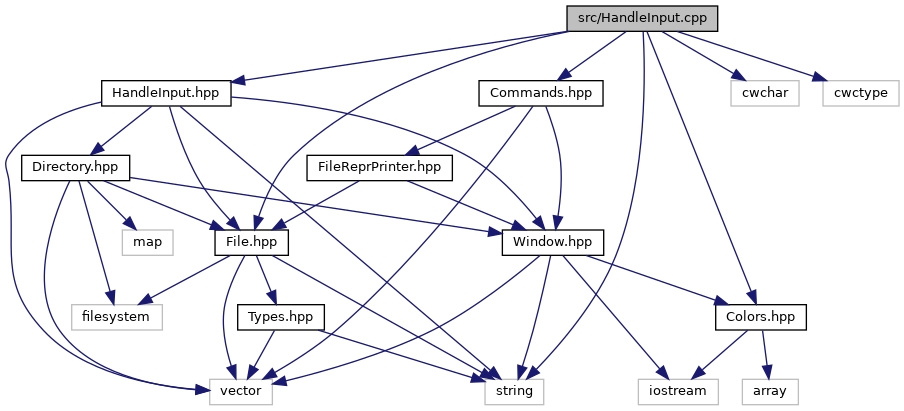 src/HandleInput.cpp
HandleInput.hpp
Commands.hpp
cwchar
cwctype
Directory.hpp
FileReprPrinter.hpp
map
File.hpp
Window.hpp
filesystem
Types.hpp
Colors.hpp
vector
string
iostream
array